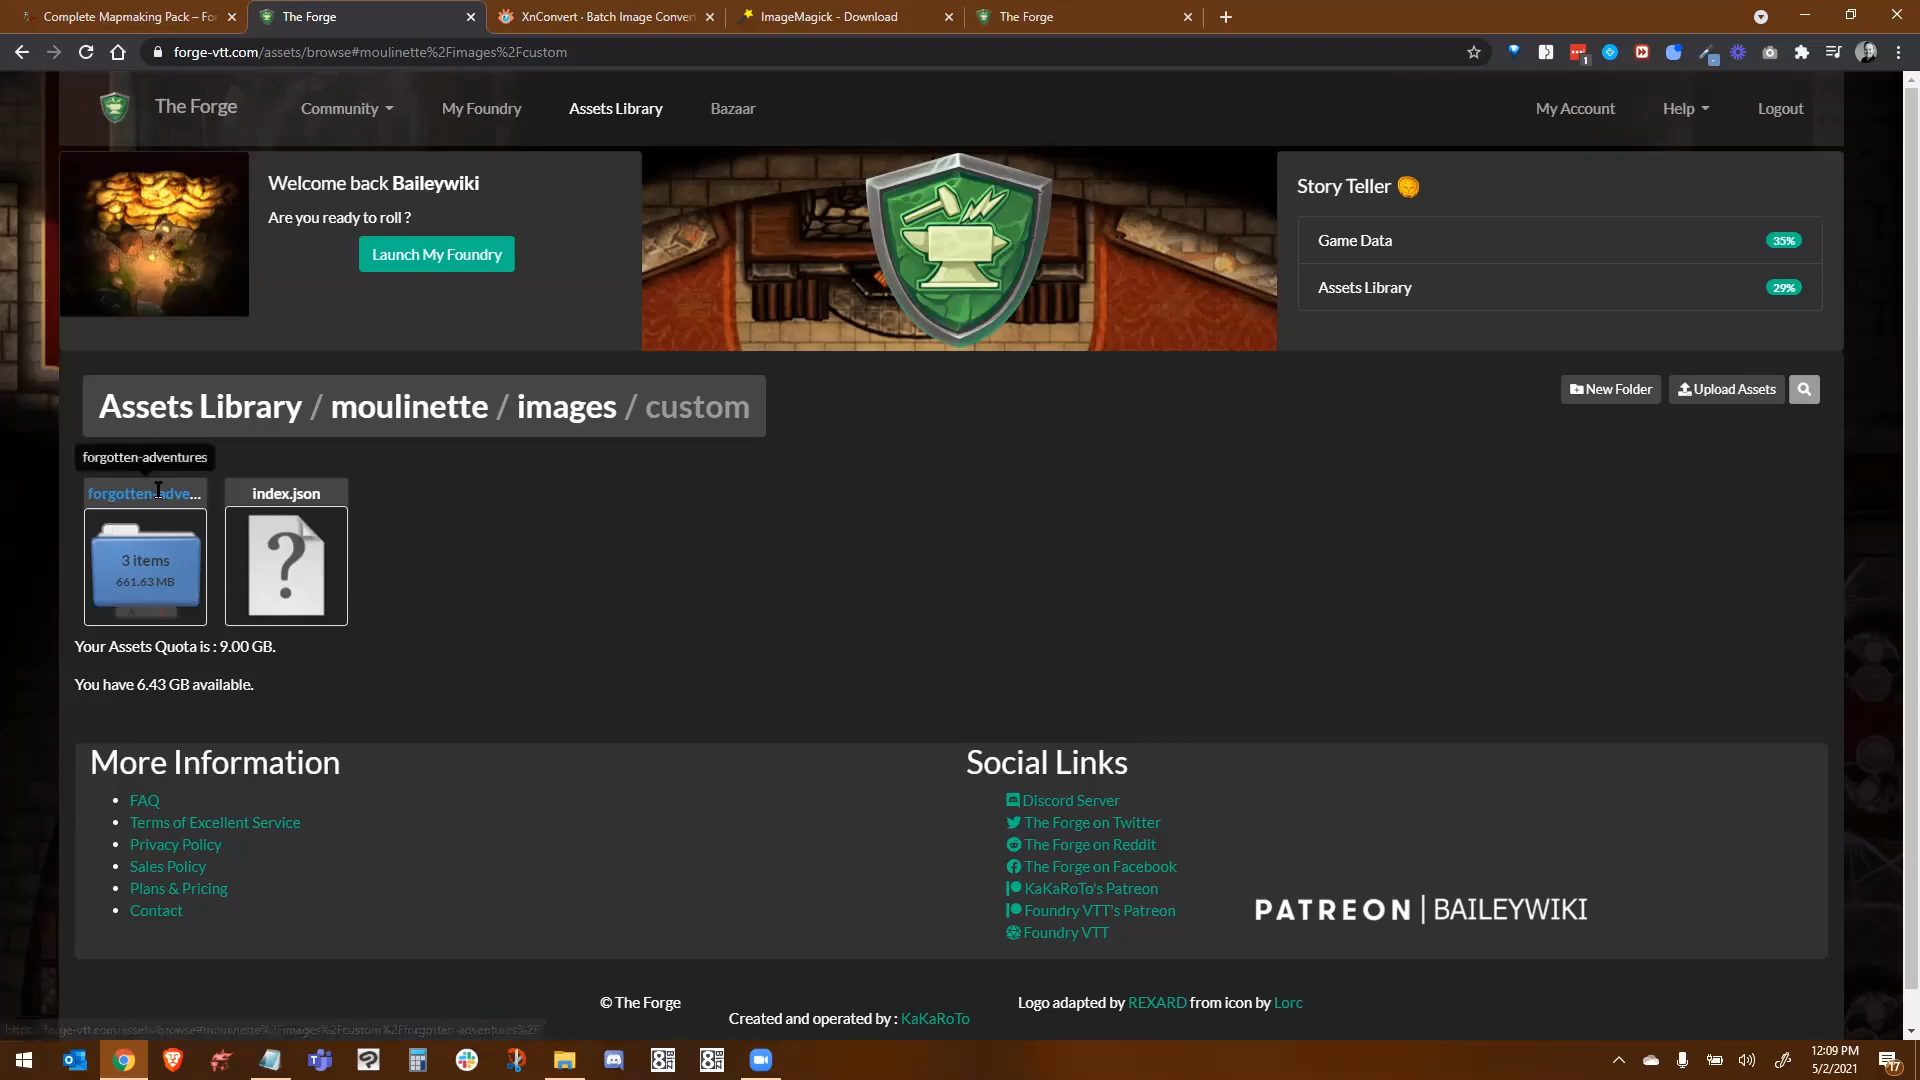 Complete Mapmaking Pack – For
The Forge
XnConvert · Batch Image Convert
ImageMagick - Download
The Forge
forge-vtt.com/assets/browse#moulinette%2Fimages%2Fcustom
The Forge
Community
My Foundry
Assets Library
Bazaar
My Account
Help
Logout
Welcome back Baileywiki
Are you ready to roll ?
Launch My Foundry
Story Teller
Game Data
35%
Assets Library
29%
Assets Library / moulinette / images / custom
New Folder
Upload Assets
forgotten-adventures
forgotten-adve...
index.json
3 items
661.63 MB
Your Assets Quota is : 9.00 GB.
You have 6.43 GB available.
More Information
FAQ
Terms of Excellent Service
Privacy Policy
Sales Policy
Plans & Pricing
Contact
Social Links
Discord Server
The Forge on Twitter
The Forge on Reddit
The Forge on Facebook
KaKaRoTo's Patreon
Foundry VTT's Patreon
Foundry VTT
PATREON | BAILEYWIKI
© The Forge
Created and operated by : KaKaRoTo
Logo adapted by REXARD from icon by Lorc
12:09 PM
5/2/2021
17